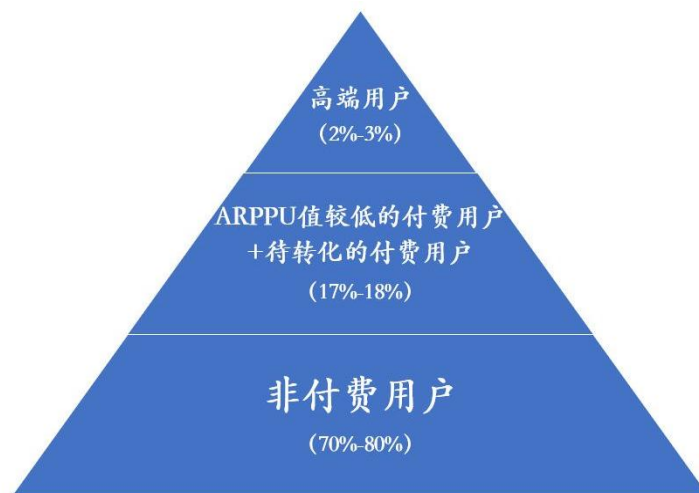 高端用户
(2%-3%)
ARPPU值较低的付费用户
+待转化的付费用户
(17%-18%)
非付费用户
(70%-80%)